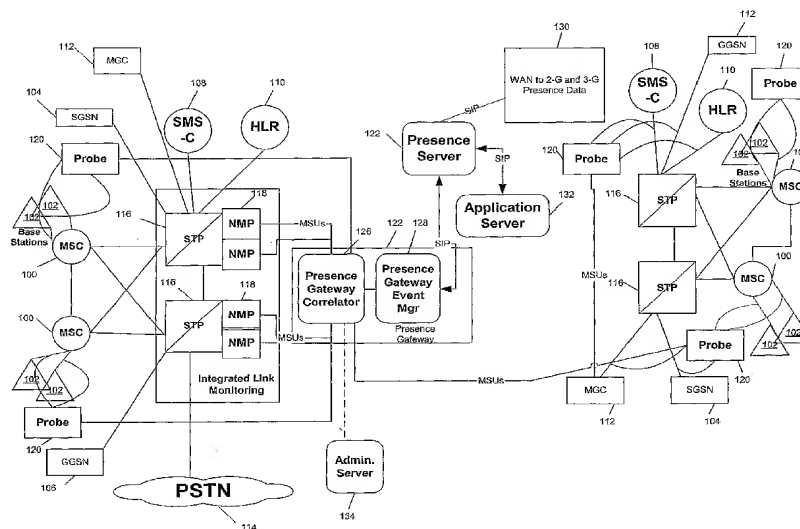 112
MGC
104
SGSN
108
SMS
-C
110
HLR
120
Probe
102
102
Base
Stations
MSC
100
100
MSC
102
102
Probe
120
GGSN
106
116
STP
118
NMP
NMP
116
STP
118
NMP
NMP
Integrated Link
Monitoring
PSTN
114
MSUs
MSUs
126
122
128
Presence
Gateway
Correlator
Presence
Gateway
Event
Mgr
Presence
Gateway
SIP
Admin.
Server
134
130
WAN to 2-G and 3-G
Presence Data
SIP
122
Presence
Server
SIP
Application
Server
132
MSUs
120
Probe
MSUs
108
SMS
-C
112
GGSN
110
HLR
120
Probe
102
102
Base
Stations
MSC
116
STP
116
STP
100
MSC
102
102
Probe
120
MGC
112
SGSN
104